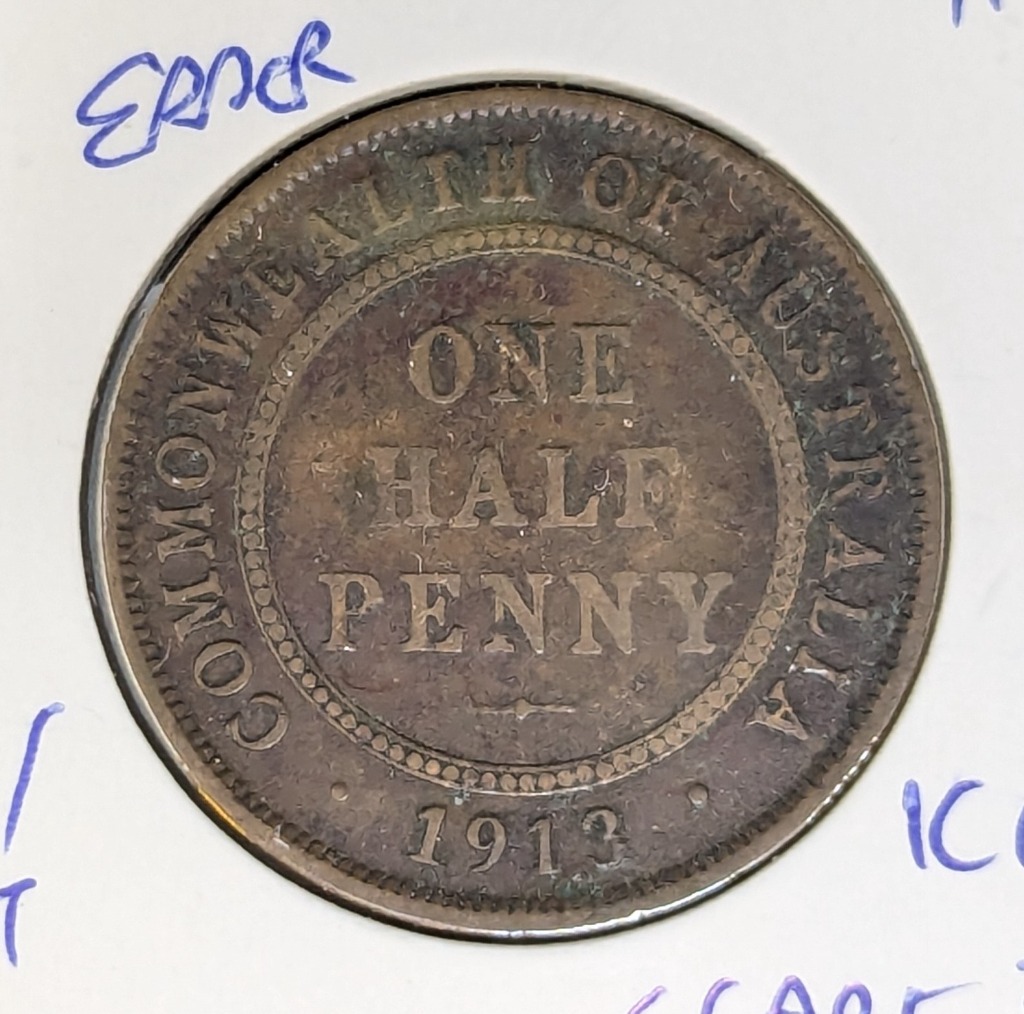 ERROR
COMMONWEALTH OF AUSTRALIA
ONE
HALF
PENNY
1913